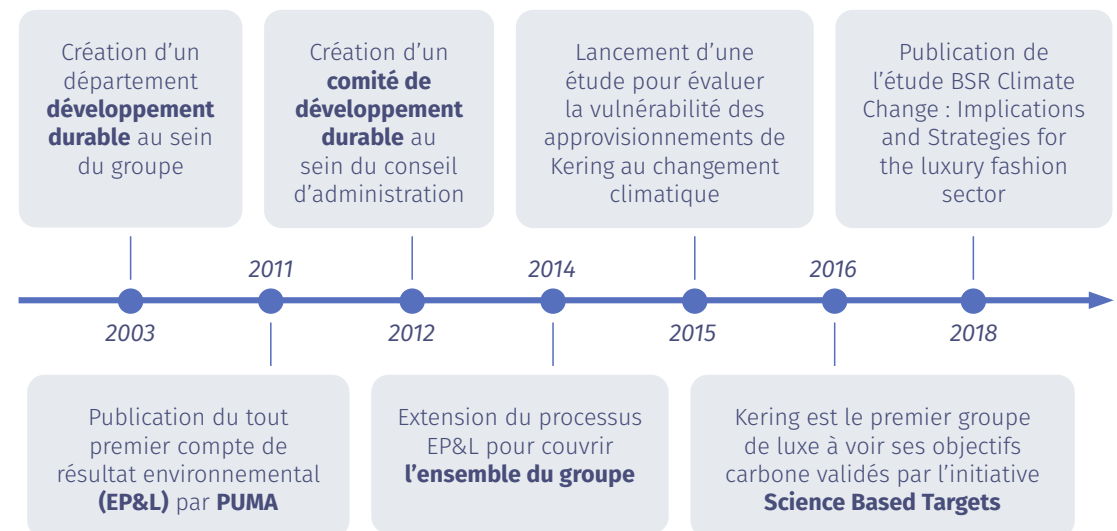 Création d'un
département
développement
durable au sein
du groupe
Création d'un
comité de
développement
durable au
sein du conseil
d'administration
Lancement d'une
étude pour évaluer
la vulnérabilité des
approvisionnements de
Kering au changement
climatique
Publication de
l'étude BSR Climate
Change : Implications
and Strategies for
the luxury fashion
sector
2011
2014
2016
2003
2012
2015
2018
Publication du tout
premier compte de
résultat environnemental
(EP&L) par PUMA
Extension du processus
EP&L pour couvrir
l'ensemble du groupe
Kering est le premier groupe
de luxe à voir ses objectifs
carbone validés par l'initiative
Science Based Targets